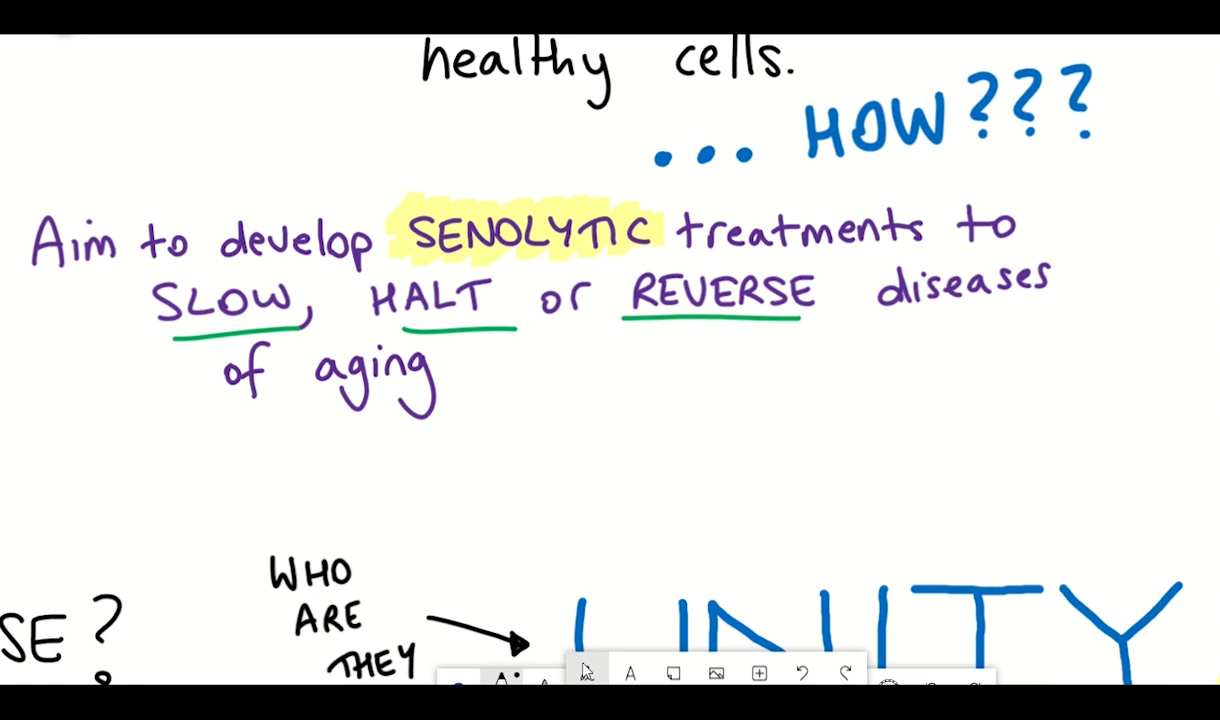 healthy cells.
... HOW???
Aim to develop SENOLYTIC treatments to
SLOW, HALT or REVERSE diseases
of aging
WHO
ARE
THEY
SE?
UNITY
A